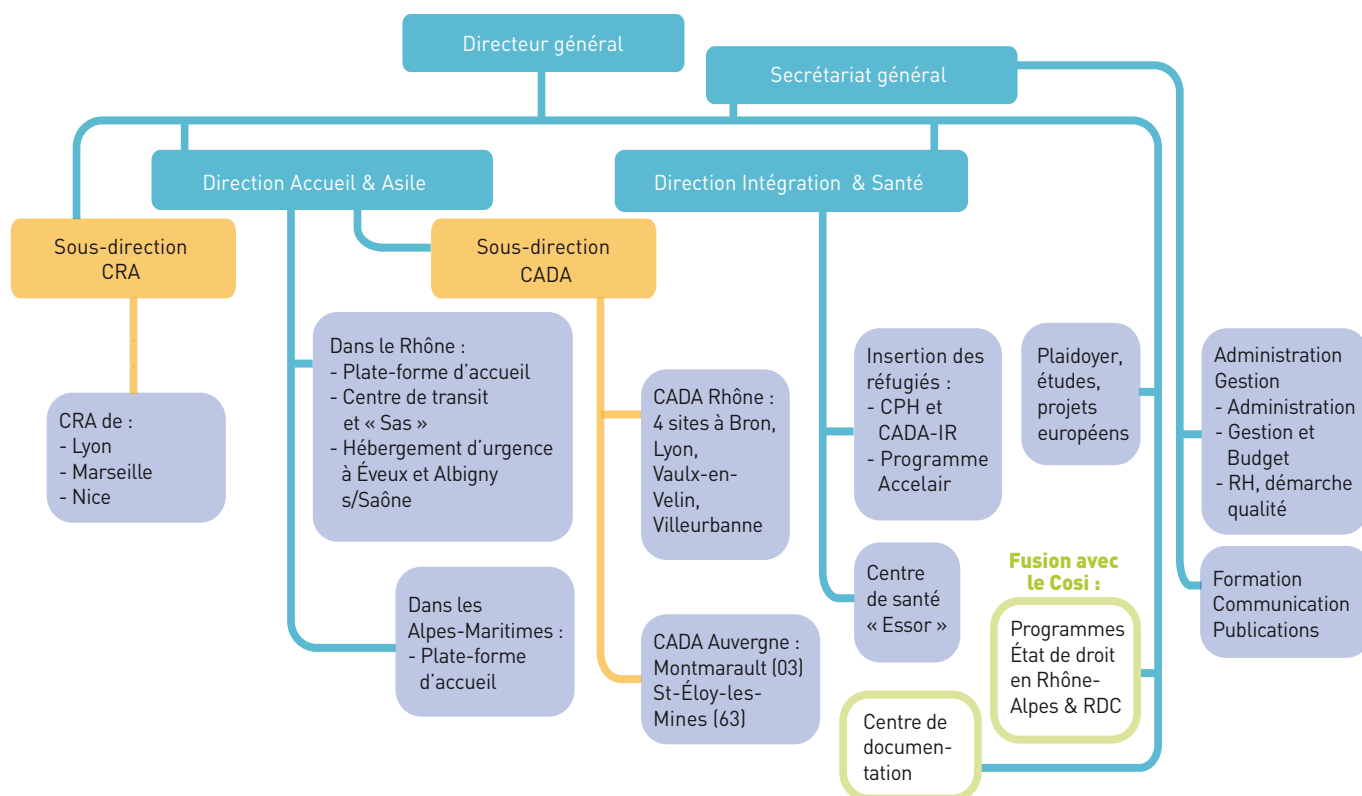 Directeur général
Secrétariat général
Direction Accueil & Asile
Direction Intégration & Santé
Sous-direction
CRA
Sous-direction
CADA
CRA de :
- Lyon
- Marseille
- Nice
Dans le Rhône :
- Plate-forme d’accueil
- Centre de transit
et « Sas »
- Hébergement d’urgence
à Éveux et Albigny
s/Saône
Dans les
Alpes-Maritimes :
- Plate-forme
d’accueil
CADA Rhône :
4 sites à Bron,
Lyon,
Vaulx-en-
Velin,
Villeurbanne
CADA Auvergne :
Montmarault (03)
St-Éloy-les-
Mines (63)
Insertion des
réfugiés :
- CPH et
CADA-IR
- Programme
Accelair
Centre
de santé
« Essor »
Plaidoyer,
études,
projets
européens
Fusion avec
le Cosi :
Programmes
État de droit
en Rhône-
Alpes & RDC
Centre de
documen-
tation
Administration
Gestion
- Administration
- Gestion et
Budget
- RH, démarche
qualité
Formation
Communication
Publications